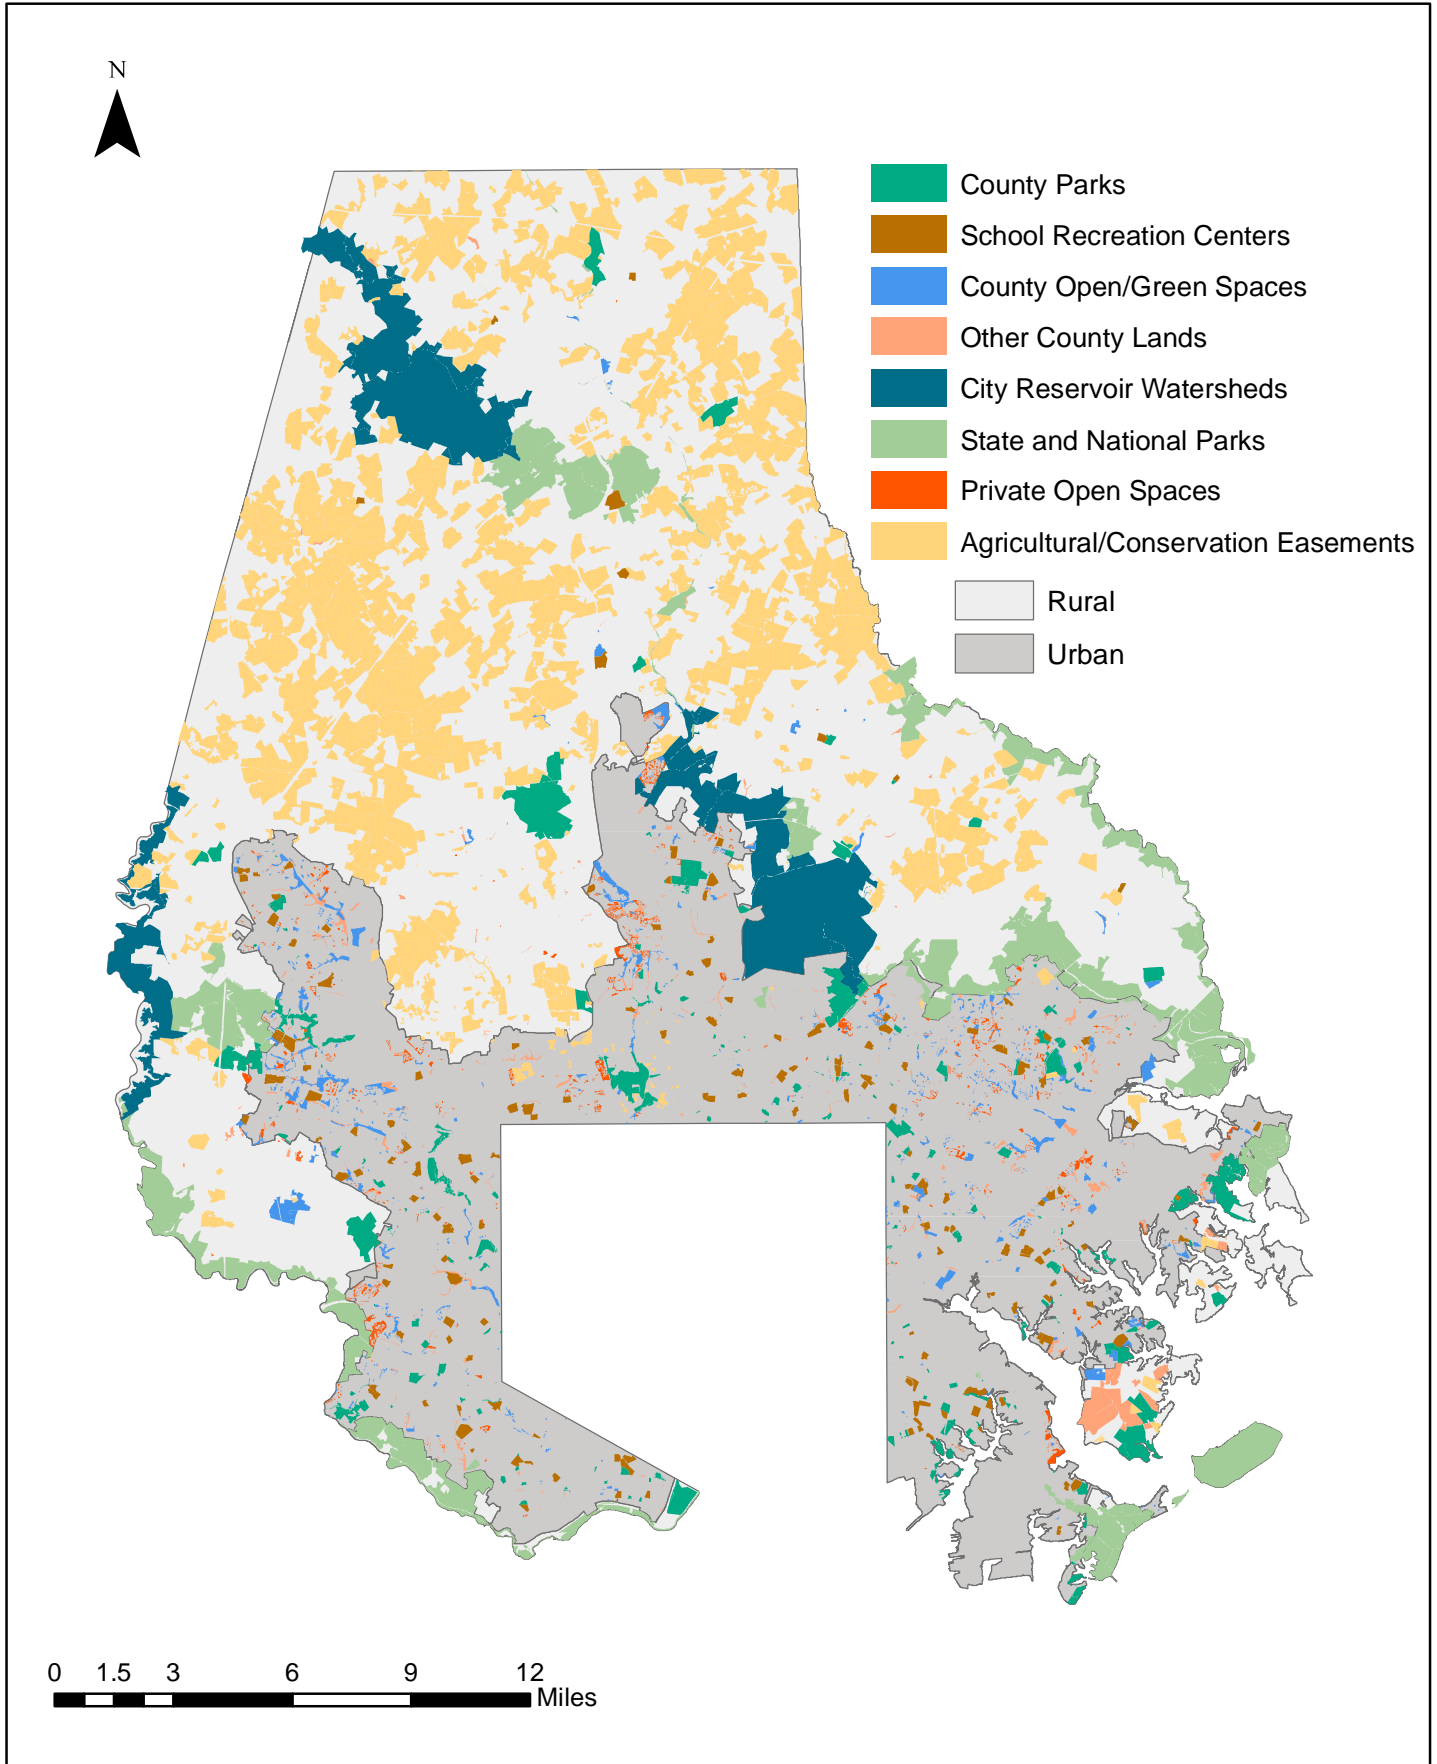 N
County Parks
School Recreation Centers
County Open/Green Spaces
Other County Lands
City Reservoir Watersheds
State and National Parks
Private Open Spaces
Agricultural/Conservation Easements
Rural
Urban
0 1.5 3 6 9 12
Miles